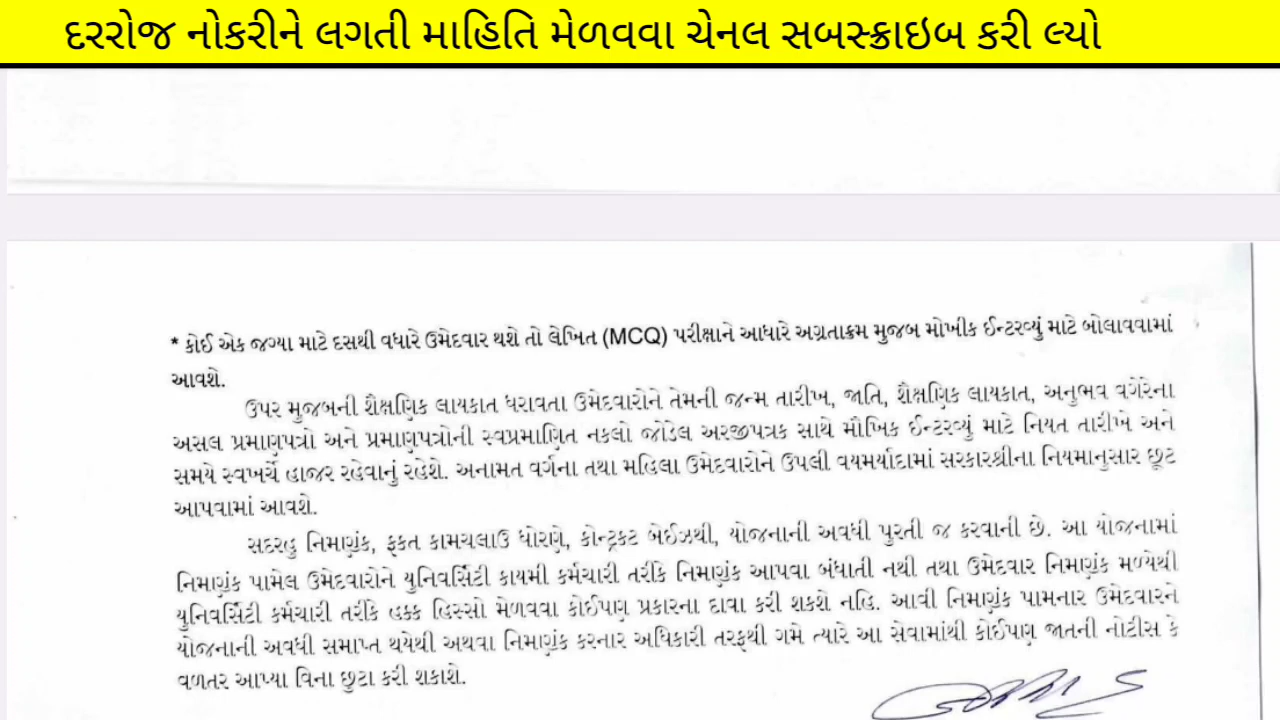 દરરોજ નોકરીને લગતી માહિતિ મેળવવા ચેનલ સબસ્ક્રાઇબ કરી લ્યો
* કોઈ એક જગ્યા માટે દસથી વધારે ઉમેદવાર થશે તો લેખિત (MCQ) પરીક્ષાને આધારે અગ્રતાક્રમ મુજબ મોખીક ઈન્ટરવ્યું માટે બોલાવવામાં
આવશે.
ઉપર મુજબની શૈક્ષણિક લાયકાત ધરાવતા ઉમેદવારોને તેમની જન્મ તારીખ, જાતિ, શૈક્ષણિક લાયકાત, અનુભવ વગેરેના
અસલ પ્રમાણપત્રો અને પ્રમાણપત્રોની સ્વપ્રમાણિત નકલો જોડેલ અરજીપત્રક સાથે મૌખિક ઈન્ટરવ્યું માટે નિયત તારીખે અને
સમયે સ્વખર્ચે હાજર રહેવાનું રહેશે. અનામત વર્ગના તથા મહિલા ઉમેદવારોને ઉપલી વયમર્યાદામાં સરકારશ્રીના નિયમાનુસાર છૂટ
આપવામાં આવશે.
સદરહુ નિમાણૂંક, ફકત કામચલાઉ ધોરણે, કોન્ટ્રાકટ બેઈઝથી, યોજનાની અવધી પુરતી જ કરવાની છે. આ યોજનામાં
નિમાણૂંક પામેલ ઉમેદવારોને યુનિવર્સિટી કાયમી કર્મચારી તરીકે નિમાણૂંક આપવા બંધાતી નથી તથા ઉમેદવાર નિમાણૂંક મળ્યેથી
યુનિવર્સિટી કર્મચારી તરીકે હક્ક હિસ્સો મેળવવા કોઈપણ પ્રકારના દાવા કરી શકશે નહિ. આવી નિમાણૂંક પામનાર ઉમેદવારને
યોજનાની અવધી સમાપ્ત થયેથી અથવા નિમાણૂંક કરનાર અધિકારી તરફથી ગમે ત્યારે આ સેવામાંથી કોઈપણ જાતની નોટીસ કે
વળતર આપ્યા વિના છુટા કરી શકાશે.